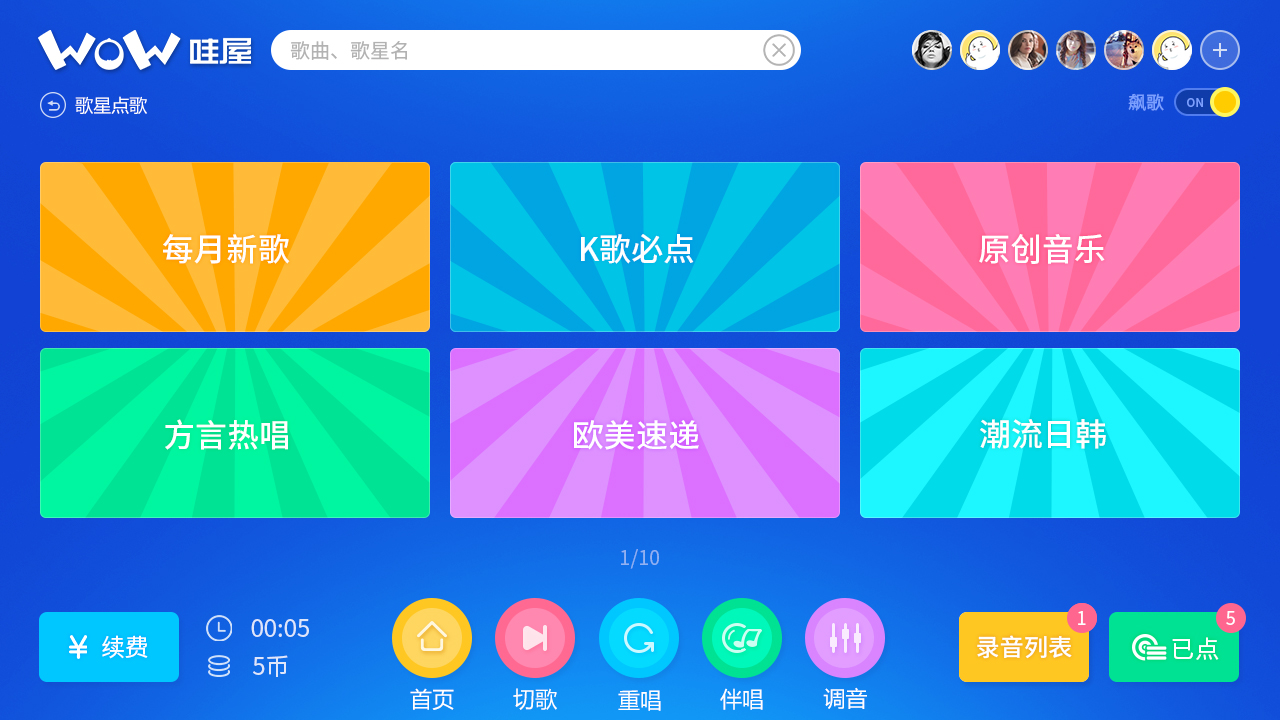 WOW 哇屋
歌曲、歌星名
歌星点歌
飙歌 ON
每月新歌
K歌必点
原创音乐
方言热唱
欧美速递
潮流日韩
1/10
¥ 续费
00:05
5币
首页
切歌
重唱
伴唱
调音
录音列表
1
已点
5